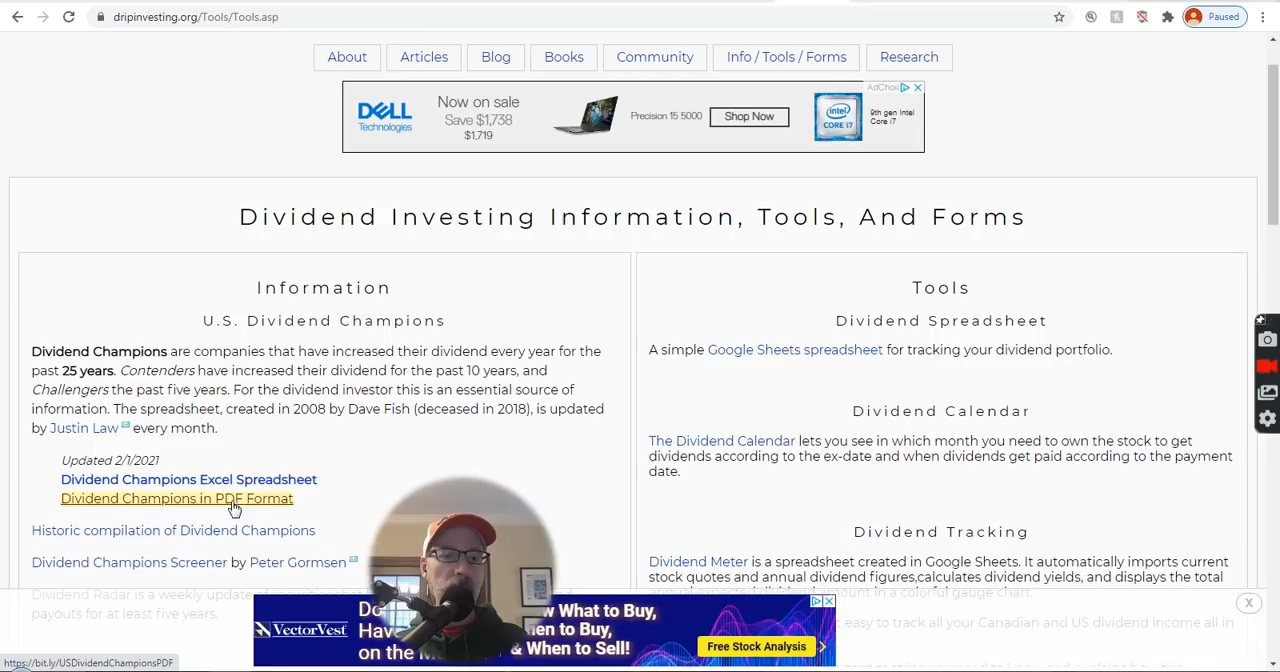 dripinvesting.org/Tools/Tools.asp
Paused
About
Articles
Blog
Books
Community
Info / Tools / Forms
Research
AdChoices
DELL
Technologies
Now on sale
Save $1,738
$1,719
Precision 15 5000
Shop Now
intel
CORE i7
9th gen Intel
Core i7
Dividend Investing Information, Tools, And Forms
Information
U.S. Dividend Champions
Dividend Champions are companies that have increased their dividend every year for the
past 25 years. Contenders have increased their dividend for the past 10 years, and
Challengers the past five years. For the dividend investor this is an essential source of
information. The spreadsheet, created in 2008 by Dave Fish (deceased in 2018), is updated
by Justin Law every month.
Updated 2/1/2021
Dividend Champions Excel Spreadsheet
Dividend Champions in PDF Format
Historic compilation of Dividend Champions
Dividend Champions Screener by Peter Gormsen
Dividend Radar is a weekly update
payouts for at least five years.
Tools
Dividend Spreadsheet
A simple Google Sheets spreadsheet for tracking your dividend portfolio.
Dividend Calendar
The Dividend Calendar lets you see in which month you need to own the stock to get
dividends according to the ex-date and when dividends get paid according to the payment
date.
Dividend Tracking
Dividend Meter is a spreadsheet created in Google Sheets. It automatically imports current
stock quotes and annual dividend figures,calculates dividend yields, and displays the total
in a colorful gauge chart.
easy to track all your Canadian and US dividend income all in
X
VectorVest
Do
Hav
on the
w What to Buy,
en to Buy,
& When to Sell!
Free Stock Analysis
https://bit.ly/USDividendChampionsPDF